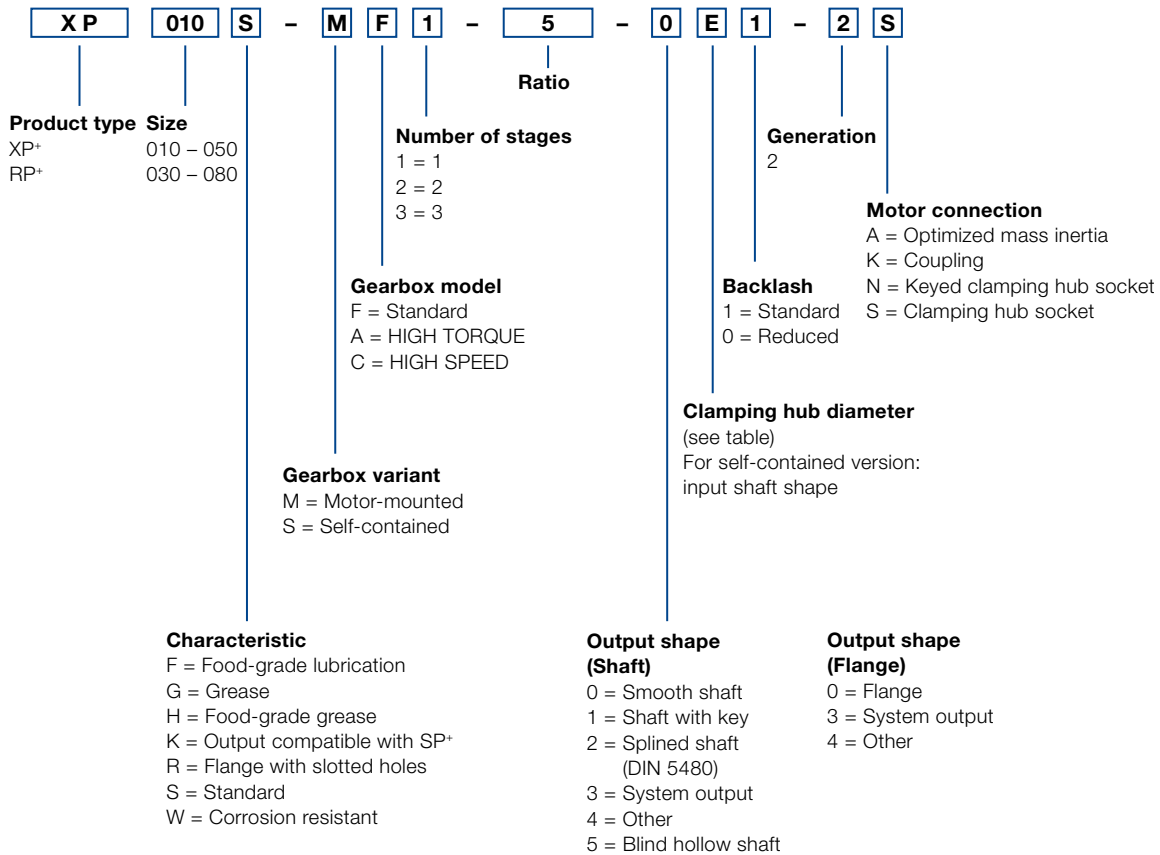 X P 010 S – M F 1 – 5 – 0 E 1 – 2 S
Ratio
Product type
XP+
RP+
Size
010 – 050
030 – 080
Number of stages
1 = 1
2 = 2
3 = 3
Generation
2
Motor connection
A = Optimized mass inertia
K = Coupling
N = Keyed clamping hub socket
S = Clamping hub socket
Gearbox model
F = Standard
A = HIGH TORQUE
C = HIGH SPEED
Backlash
1 = Standard
0 = Reduced
Clamping hub diameter
(see table)
For self-contained version:
input shaft shape
Gearbox variant
M = Motor-mounted
S = Self-contained
Characteristic
F = Food-grade lubrication
G = Grease
H = Food-grade grease
K = Output compatible with SP+
R = Flange with slotted holes
S = Standard
W = Corrosion resistant
Output shape
(Shaft)
0 = Smooth shaft
1 = Shaft with key
2 = Splined shaft
(DIN 5480)
3 = System output
4 = Other
5 = Blind hollow shaft
Output shape
(Flange)
0 = Flange
3 = System output
4 = Other